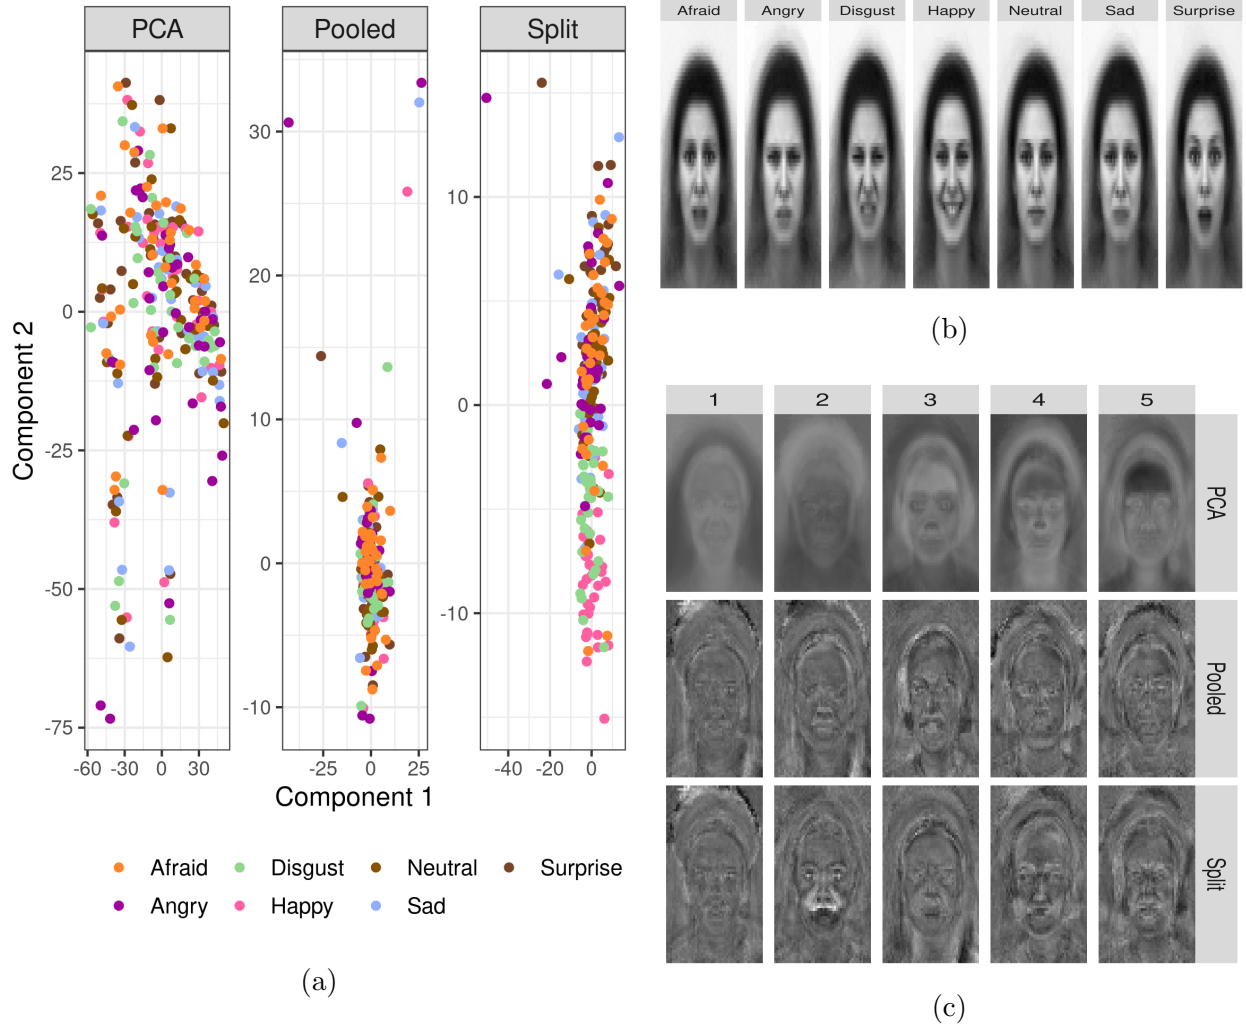 PCA
Pooled
Split
Component 2
25
0
-25
-50
-75
30
20
10
0
-10
10
0
-10
-60 -30 0 30
-25 0 25
-40 -20 0
Component 1
Afraid Disgust Neutral Surprise
Angry Happy Sad
(a)
Afraid Angry Disgust Happy Neutral Sad Surprise
(b)
1 2 3 4 5
PCA
Pooled
Split
(c)